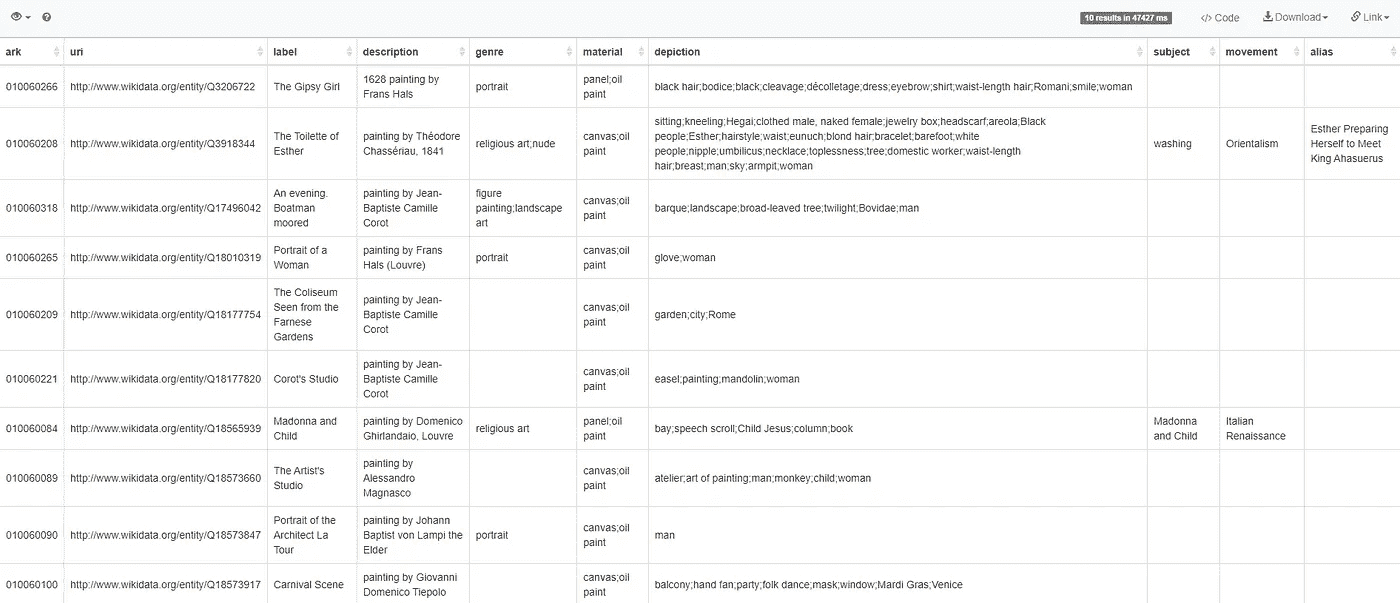 10 results in 47427 ms
</> Code
Download
Link
ark uri label description genre material depiction subject movement alias
010060266 http://www.wikidata.org/entity/Q3206722 The Gipsy Girl 1628 painting by portrait panel;oil black hair;bodice;black;cleavage;décolletage;dress;eyebrow;shirt;waist-length hair;Romani;smile;woman
Frans Hals paint
sitting;kneeling;Hegai;clothed male, naked female;jewelry box;headscarf;areola;Black
010060208 http://www.wikidata.org/entity/Q3918344 The Toilette of painting by Théodore religious art;nude canvas;oil people;Esther;hairstyle;waist;eunuch;blond hair;bracelet;barefoot;white washing Orientalism Esther Preparing
Esther Chassériau, 1841 paint people;nipple;umbilicus;necklace;toplessness;tree;domestic worker;waist-length Herself to Meet
hair;breast;man;sky;armpit;woman King Ahasuerus
An evening. painting by Jean- figure
010060318 http://www.wikidata.org/entity/Q17496042 Boatman Baptiste Camille painting;landscape canvas;oil barque;landscape;broad-leaved tree;twilight;Bovidae;man
moored Corot art paint
010060265 http://www.wikidata.org/entity/Q18010319 Portrait of a painting by Frans portrait canvas;oil glove;woman
Woman Hals (Louvre) paint
The Coliseum painting by Jean-
010060209 http://www.wikidata.org/entity/Q18177754 Seen from the Baptiste Camille canvas;oil garden;city;Rome
Farnese Corot paint
Gardens
010060221 http://www.wikidata.org/entity/Q18177820 Corot's Studio painting by Jean- canvas;oil easel;painting;mandolin;woman
Baptiste Camille paint
Corot
010060084 http://www.wikidata.org/entity/Q18565939 Madonna and painting by Domenico religious art panel;oil bay;speech scroll;Child Jesus;column;book Madonna Italian
Child Ghirlandaio, Louvre paint and Child Renaissance
010060089 http://www.wikidata.org/entity/Q18573660 The Artist's painting by canvas;oil atelier;art of painting;man;monkey;child;woman
Studio Alessandro paint
Magnasco
010060090 http://www.wikidata.org/entity/Q18573847 Portrait of the painting by Johann portrait canvas;oil man
Architect La Baptist von Lampi the paint
Tour Elder
010060100 http://www.wikidata.org/entity/Q18573917 Carnival Scene painting by Giovanni canvas;oil balcony;hand fan;party;folk dance;mask;window;Mardi Gras;Venice
Domenico Tiepolo paint